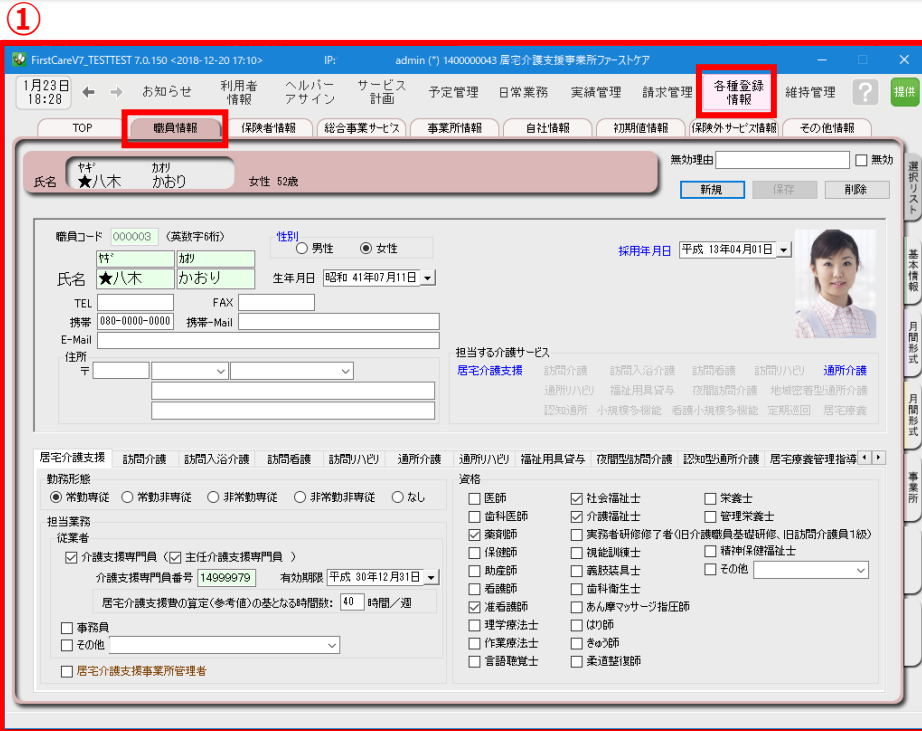 ①
FirstCareV7_TESTTEST 7.0.150 <2018-12-20 17:10> IP: admin (*) 1400000043 居宅介護支援事業所ファーストケア
1月23日 18:28 お知らせ 利用者情報 ヘルパーアサイン サービス計画 予定管理 日常業務 実績管理 請求管理 各種登録情報 維持管理 ? 提供
TOP 職員情報 保険者情報 総合事業サービス 事業所情報 自社情報 初期値情報 保険外サービス情報 その他情報
無効理由 無効
ヤギ カオリ
氏名 ★八木 かおり 女性 52歳
新規 保存 削除
選択リスト
基本情報
月間形式
月間形式
事業所
職員コード 000003 (英数字6桁) 性別 男性 女性
採用年月日 平成 13年04月01日
ヤギ カオリ
氏名 ★八木 かおり 生年月日 昭和 41年07月11日
TEL FAX
携帯 080-0000-0000 携帯-Mail
E-Mail
住所
〒
担当する介護サービス
居宅介護支援 訪問介護 訪問入浴介護 訪問看護 訪問リハビリ 通所介護
通所リハビリ 福祉用具貸与 夜間訪問介護 地域密着型通所介護
認知通所 小規模多機能 看護小規模多機能 定期巡回 居宅療養
居宅介護支援 訪問介護 訪問入浴介護 訪問看護 訪問リハビリ 通所介護 通所リハビリ 福祉用具貸与 夜間型訪問介護 認知型通所介護 居宅療養管理指導
勤務形態
常勤専従 常勤非専従 非常勤専従 非常勤非専従 なし
担当業務
従業者
介護支援専門員 ( 主任介護支援専門員 )
介護支援専門員番号 14999979 有効期限 平成 30年12月31日
居宅介護支援費の算定(参考値)の基となる時間数: 40 時間/週
事務員
その他
居宅介護支援事業所管理者
資格
医師 社会福祉士 栄養士
歯科医師 介護福祉士 管理栄養士
薬剤師 実務者研修修了者(旧介護職員基礎研修、旧訪問介護員1級)
保健師 視能訓練士 精神保健福祉士
助産師 義肢装具士 その他
看護師 歯科衛生士
准看護師 あん摩マッサージ指圧師
理学療法士 はり師
作業療法士 きゅう師
言語聴覚士 柔道整復師